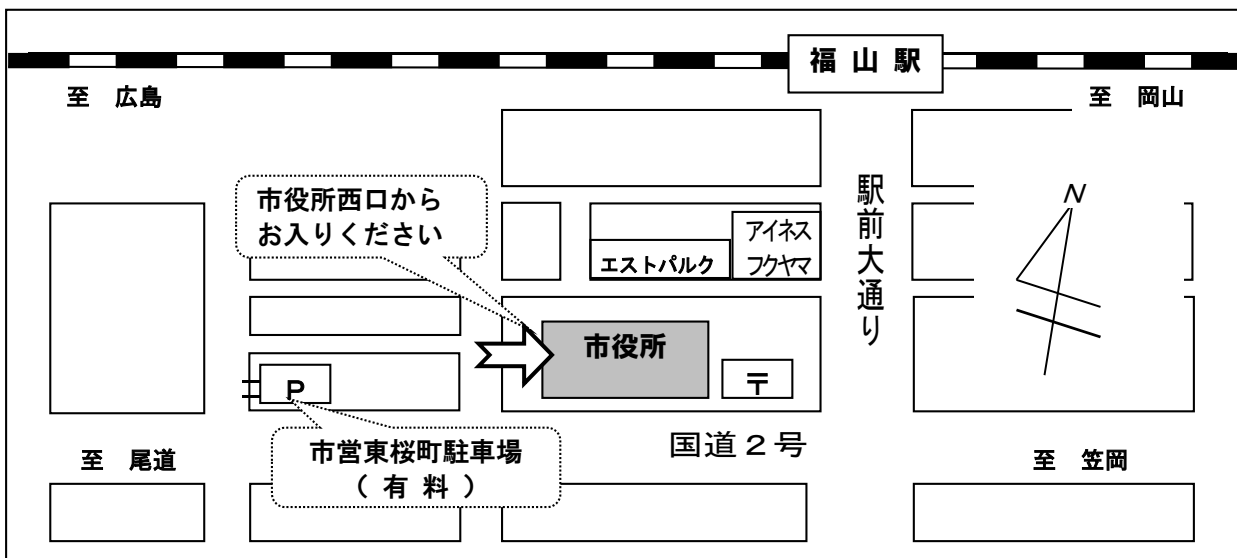 福山駅
至 広島
至 岡山
市役所西口から
お入りください
駅前大通り
N
アイネス
フクヤマ
エストパルク
市役所
〒
P
市営東桜町駐車場
(有料)
国道2号
至 尾道
至 笠岡